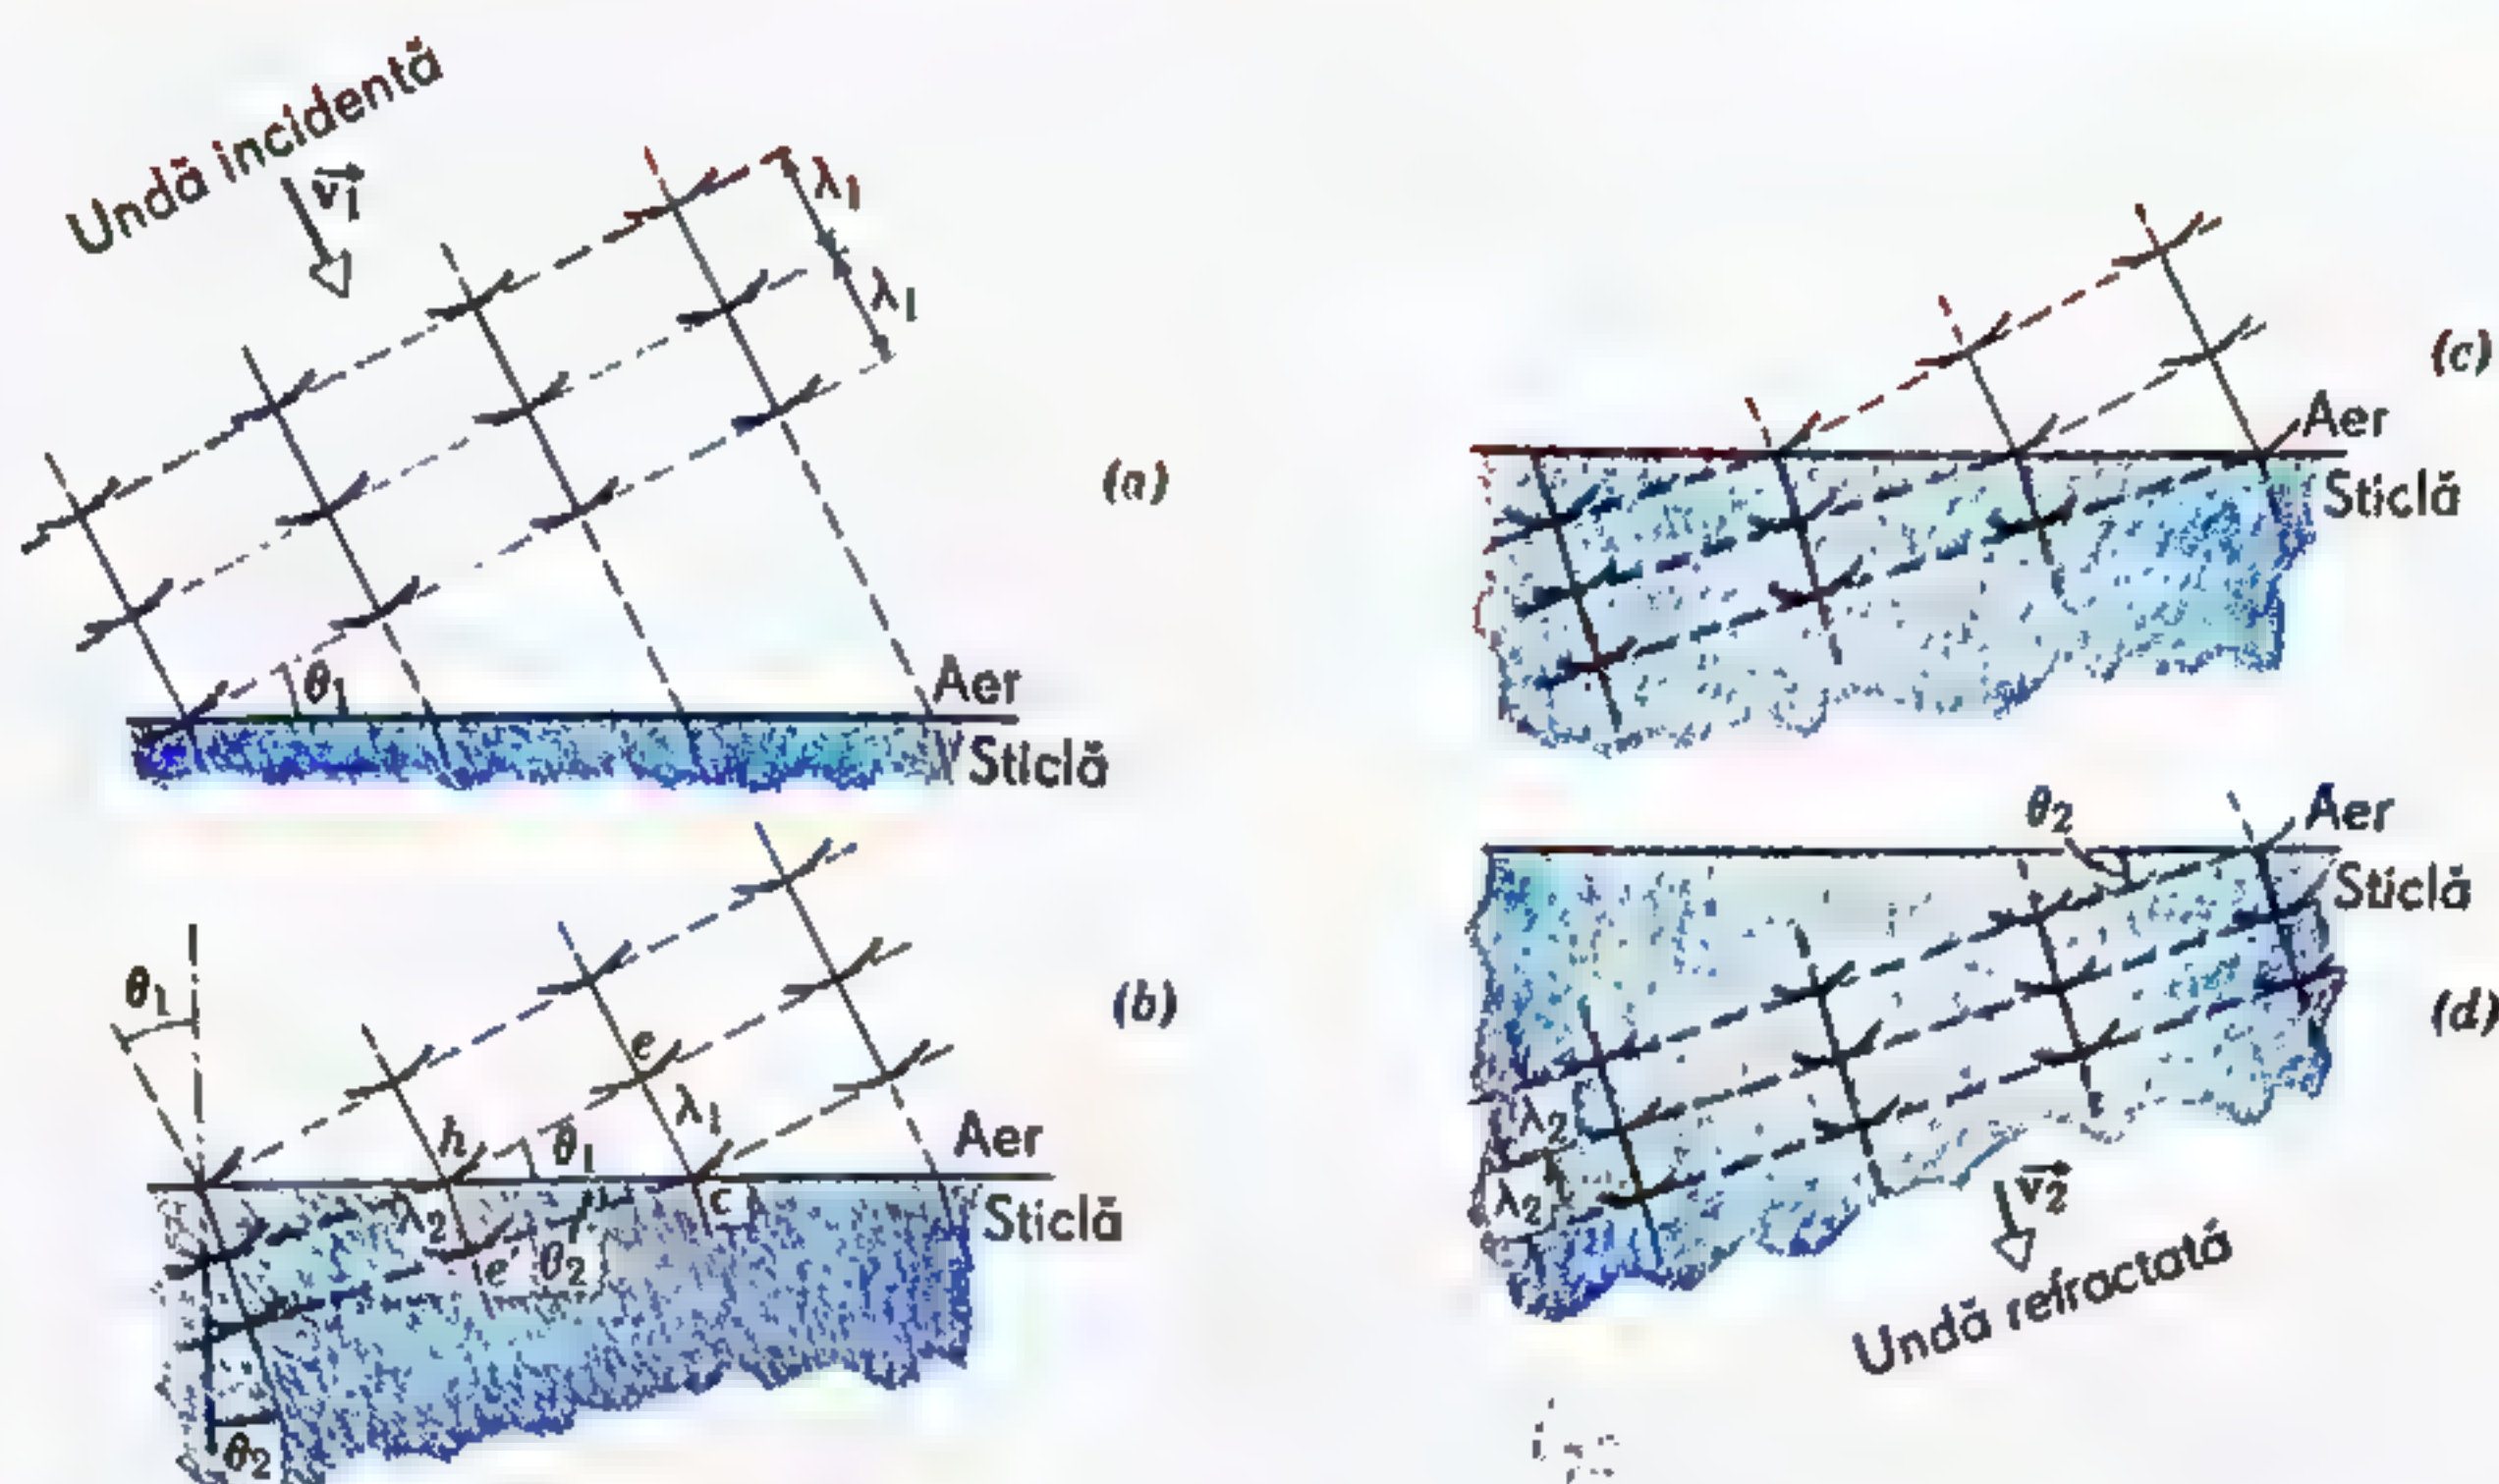 Undă incidentă
v₁
λ₁
λ₁
(a)
θ₁
Aer
Sticlă
θ₁
(b)
e
λ₁
h
θ₁
Aer
c
λ₂
Sticlă
e′
θ₂
θ₂
(c)
Aer
Sticlă
θ₂
Aer
Sticlă
(d)
λ₂
λ₂
v₂
Undă refractată